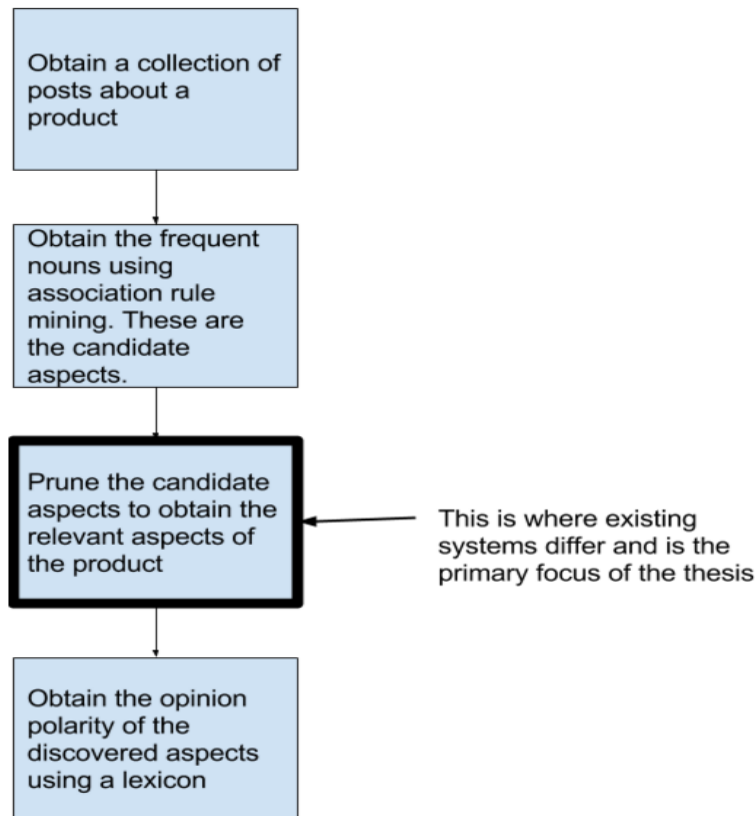 Obtain a collection of
posts about a
product
Obtain the frequent
nouns using
association rule
mining. These are
the candidate
aspects.
Prune the candidate
aspects to obtain the
relevant aspects of
the product
This is where existing
systems differ and is the
primary focus of the thesis
Obtain the opinion
polarity of the
discovered aspects
using a lexicon